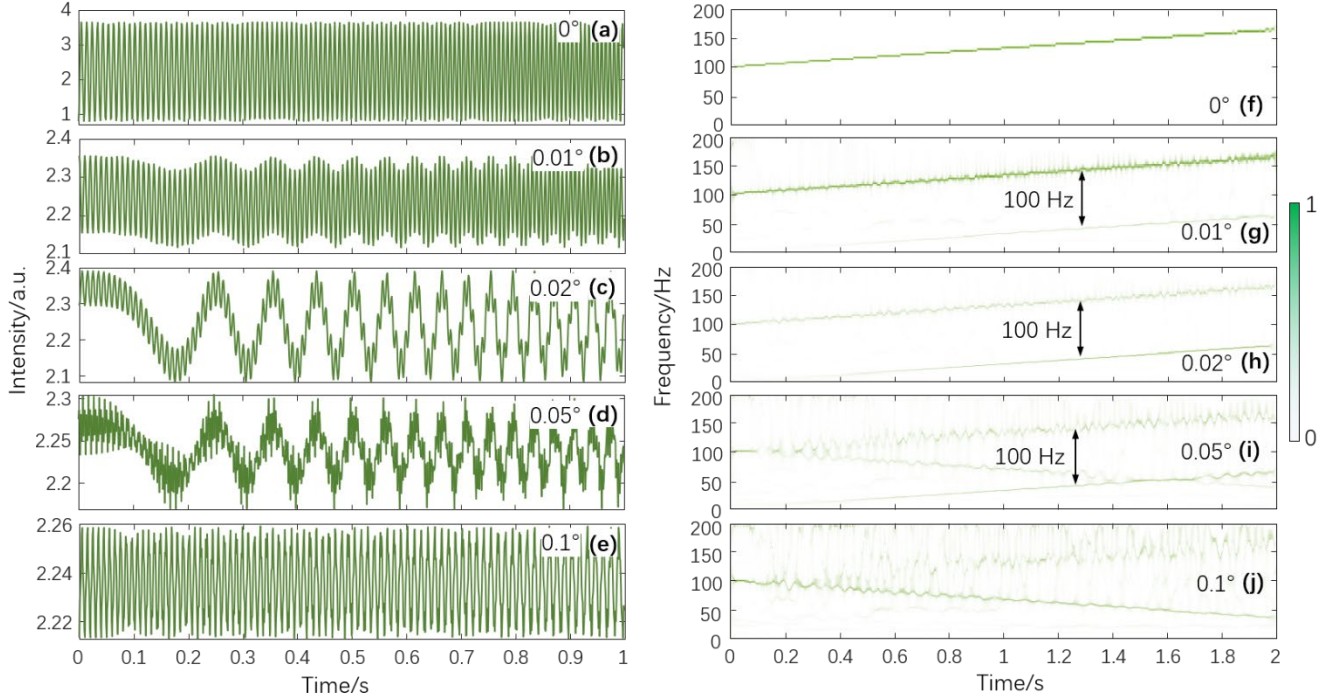 4
3
2
1
0° (a)
2.4
2.3
2.2
2.1
0.01° (b)
2.4
2.3
2.2
2.1
0.02° (c)
2.3
2.25
2.2
0.05° (d)
2.26
2.24
2.22
0.1° (e)
0 0.1 0.2 0.3 0.4 0.5 0.6 0.7 0.8 0.9 1
Time/s
Intensity/a.u.
200
150
100
50
0
0° (f)
200
150
100
50
0
100 Hz
0.01° (g)
200
150
100
50
0
100 Hz
0.02° (h)
200
150
100
50
0
100 Hz
0.05° (i)
200
150
100
50
0
0.1° (j)
0 0.2 0.4 0.6 0.8 1 1.2 1.4 1.6 1.8 2
Time/s
Frequency/Hz
1
0